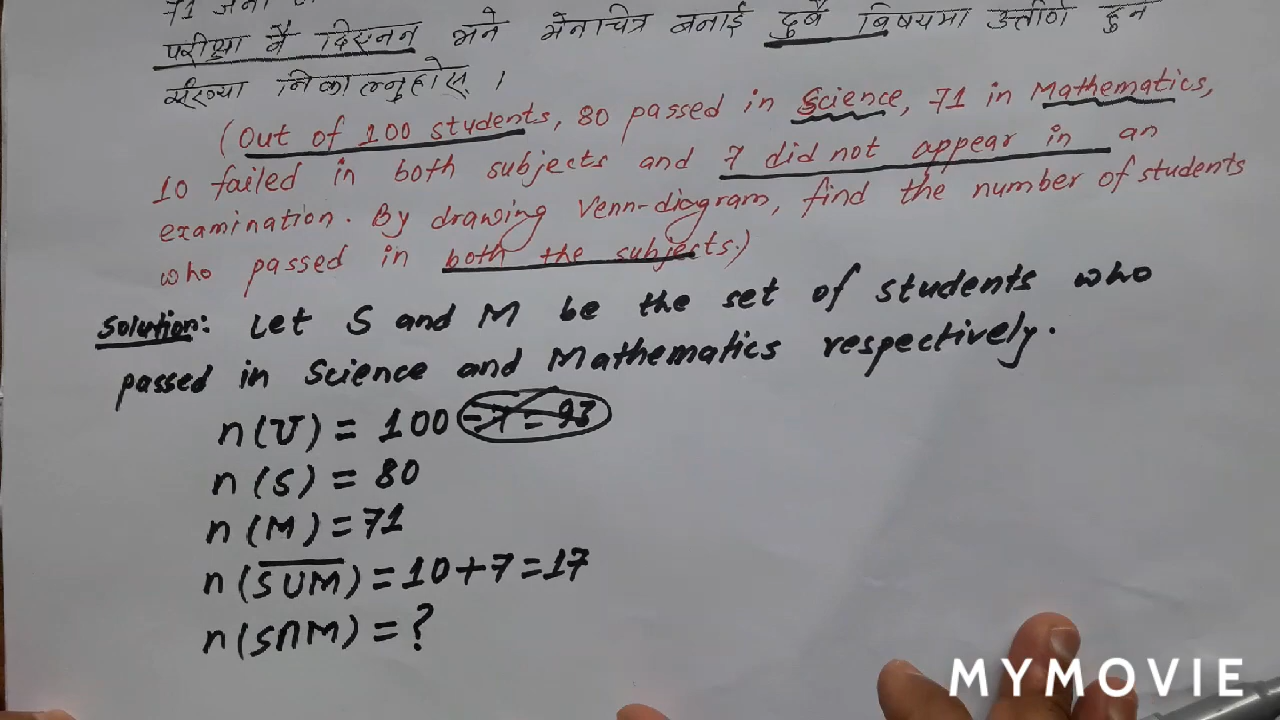 71 जना
परीक्षा नै दिएनन् भने भेनाचित्र बनाई दुबै बिषयमा उत्तीर्ण हुने
संख्या निकाल्नुहोस् ।
(Out of 100 students, 80 passed in Science, 71 in Mathematics,
10 failed in both subjects and 7 did not appear in an
examination. By drawing Venn-diagram, find the number of students
who passed in both the subjects.)
Solution: Let S and M be the set of students who
passed in Science and Mathematics respectively.
n(U) = 100 - 7 = 93
n(S) = 80
n(M) = 71
n(S̅U̅M̅) = 10+7=17
n(S∩M) = ?
MYMOVIE